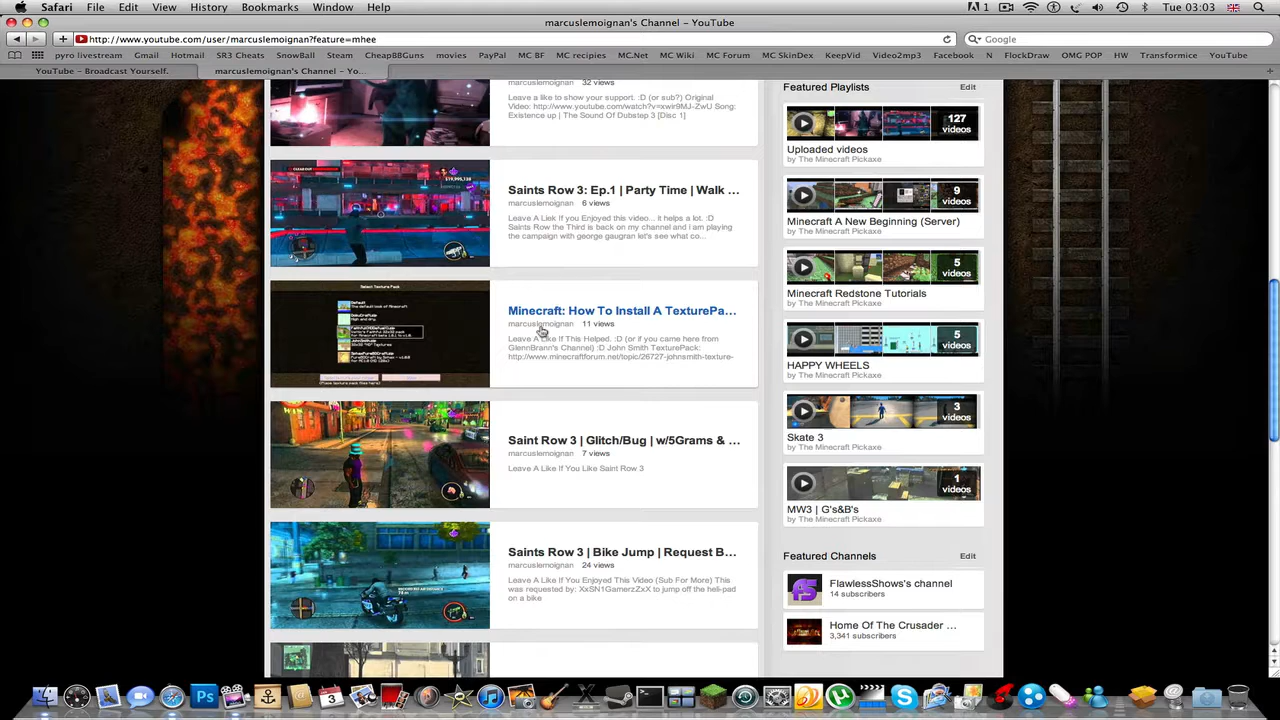 Safari File Edit View History Bookmarks Window Help
1 Tue 03:03
marcuslemoignan's Channel – YouTube
http://www.youtube.com/user/marcuslemoignan?feature=mhee
Google
pyro livestream Gmail Hotmail SR3 Cheats SnowBall Steam CheapBBGuns movies PayPal MC BF MC recipies MC.Net MC Wiki MC Forum MC SkinDex KeepVid Video2mp3 Facebook N FlockDraw OMG POP HW Transformice YouTube
YouTube – Broadcast Yourself.
marcuslemoignan's Channel – Yo...
marcuslemoignan 32 views
Leave a like to show your support. :D (or sub?) Original
Video: http://www.youtube.com/watch?v=xwir9MJ-ZwU Song:
Existence up | The Sound Of Dubstep 3 [Disc 1]
Saints Row 3: Ep.1 | Party Time | Walk ...
marcuslemoignan 6 views
Leave A Liek If you Enjoyed this video... it helps a lot. :D
Saints Row the Third is back on my channel and i am playing
the campaign with george gaugran let's see what co...
Select Texture Pack
Default
Minecraft: How To Install A TexturePa...
marcuslemoignan 11 views
Leave A Like If This Helped. :D (or if you came here from
GlennBrann's Channel) :D John Smith TexturePack:
http://www.minecraftforum.net/topic/26727-johnsmith-texture-
Saint Row 3 | Glitch/Bug | w/5Grams & ...
marcuslemoignan 7 views
Leave A Like If You Like Saint Row 3
Saints Row 3 | Bike Jump | Request B...
marcuslemoignan 24 views
Leave A Like If You Enjoyed This Video (Sub For More) This
was requested by: XxSN1GamerzZxX to jump off the heli-pad
on a bike
Featured Playlists Edit
127 videos
Uploaded videos
by The Minecraft Pickaxe
9 videos
Minecraft A New Beginning (Server)
by The Minecraft Pickaxe
5 videos
Minecraft Redstone Tutorials
by The Minecraft Pickaxe
5 videos
HAPPY WHEELS
by The Minecraft Pickaxe
3 videos
Skate 3
by The Minecraft Pickaxe
1 videos
MW3 | G's&B's
by The Minecraft Pickaxe
Featured Channels Edit
FlawlessShows's channel
14 subscribers
Home Of The Crusader ...
3,341 subscribers